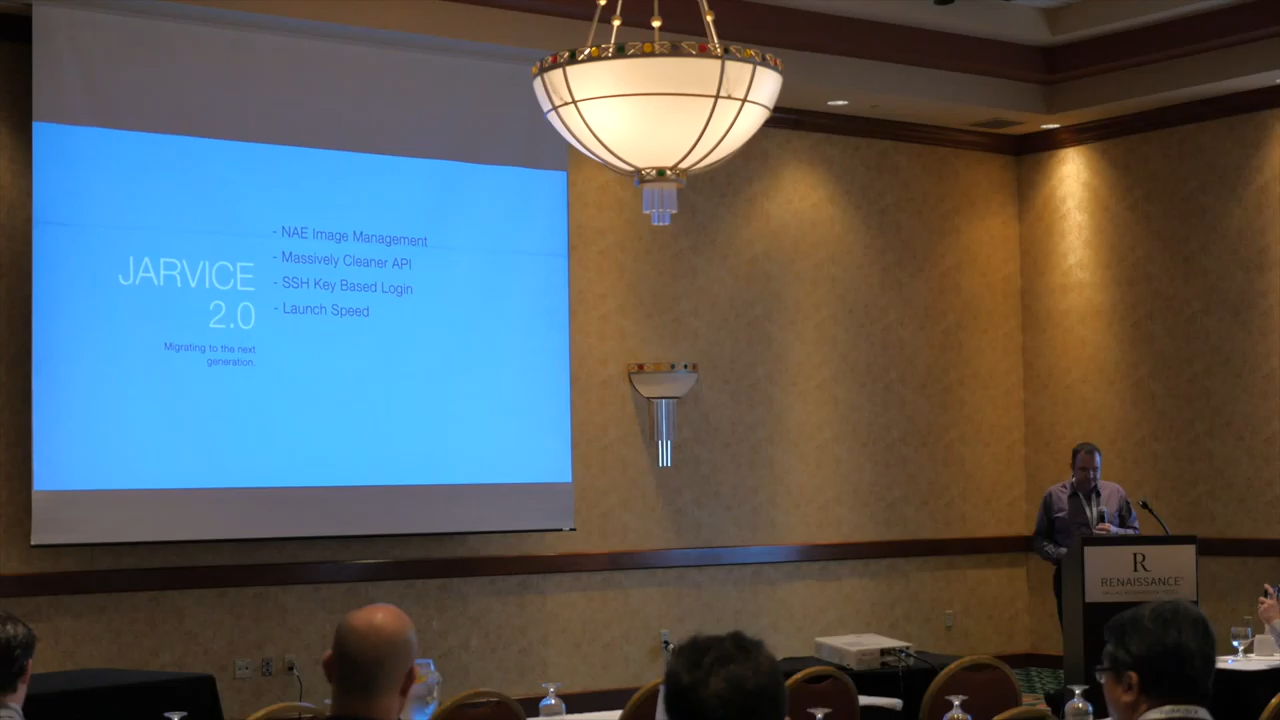 JARVICE
2.0
Migrating to the next
generation.
- NAE Image Management
- Massively Cleaner API
- SSH Key Based Login
- Launch Speed
R
RENAISSANCE